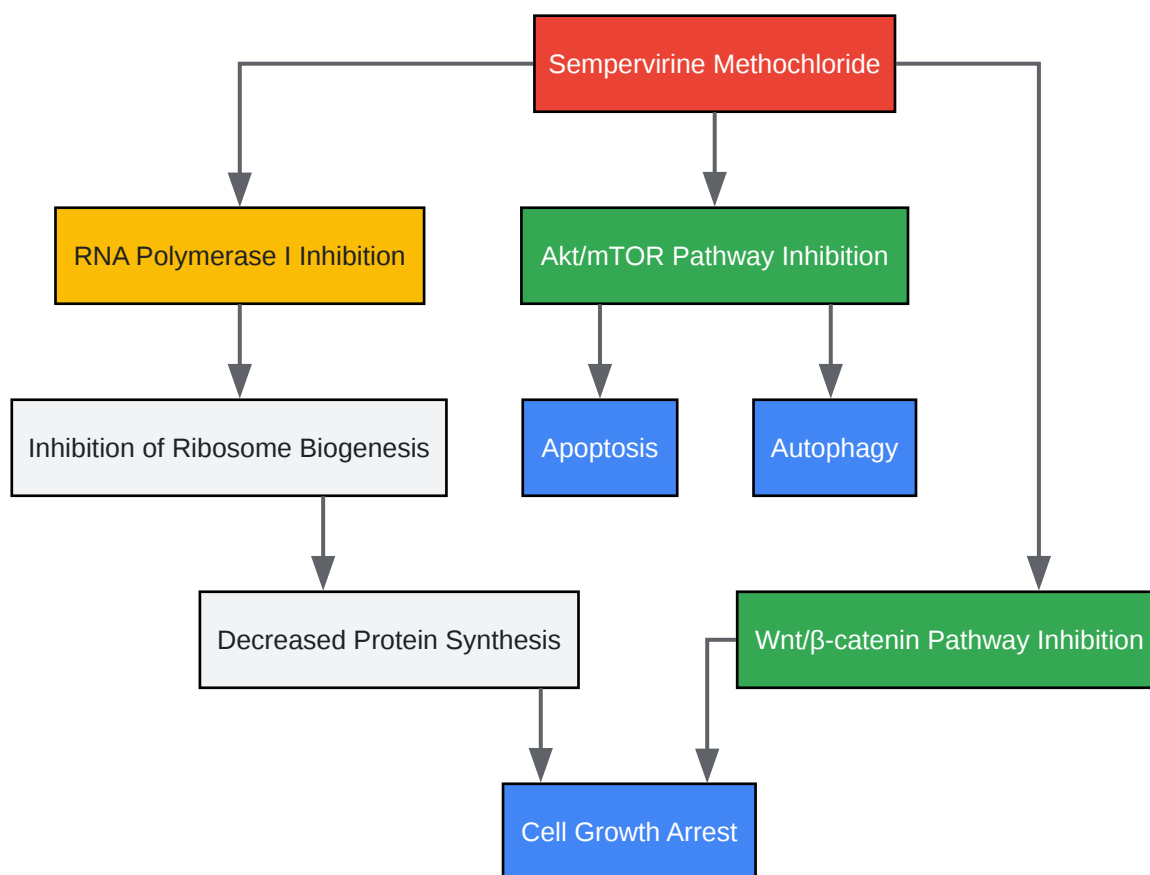 Sempervirine Methochloride
RNA Polymerase I Inhibition
Akt/mTOR Pathway Inhibition
Inhibition of Ribosome Biogenesis
Apoptosis
Autophagy
Decreased Protein Synthesis
Wnt/β-catenin Pathway Inhibition
Cell Growth Arrest